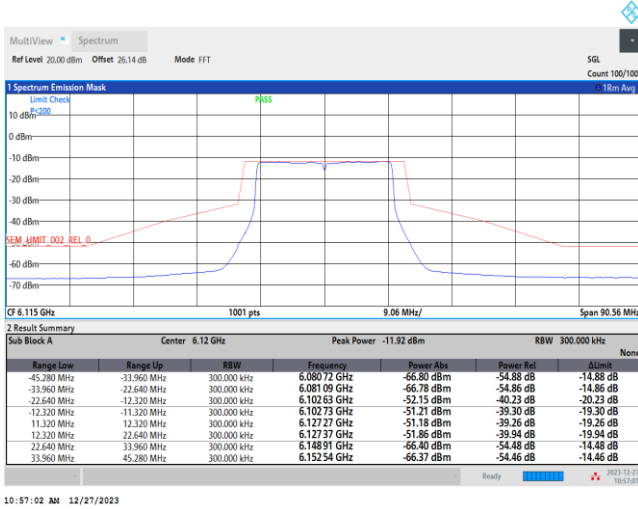 MultiView Spectrum
Ref Level 20.00 dBm Offset 26.14 dB Mode FFT SGL
Count 100/100
1 Spectrum Emission Mask 1Rm Avg
Limit Check PASS
P<200
10 dBm
0 dBm
-10 dBm
-20 dBm
-30 dBm
-40 dBm
SEM_LIMIT_002_REL_0
-60 dBm
-70 dBm
CF 6.115 GHz 1001 pts 9.06 MHz/ Span 90.56 MHz
2 Result Summary
Sub Block A Center 6.12 GHz Peak Power -11.92 dBm RBW 300.000 kHz
None
Range Low Range Up RBW Frequency Power Abs Power Rel ΔLimit
-45.280 MHz -33.960 MHz 300.000 kHz 6.08072 GHz -66.80 dBm -54.88 dB -14.88 dB
-33.960 MHz -22.640 MHz 300.000 kHz 6.08109 GHz -66.78 dBm -54.86 dB -14.86 dB
-22.640 MHz -12.320 MHz 300.000 kHz 6.10263 GHz -52.15 dBm -40.23 dB -20.23 dB
-12.320 MHz -11.320 MHz 300.000 kHz 6.10273 GHz -51.21 dBm -39.30 dB -19.30 dB
11.320 MHz 12.320 MHz 300.000 kHz 6.12727 GHz -51.18 dBm -39.26 dB -19.26 dB
12.320 MHz 22.640 MHz 300.000 kHz 6.12737 GHz -51.86 dBm -39.94 dB -19.94 dB
22.640 MHz 33.960 MHz 300.000 kHz 6.14891 GHz -66.40 dBm -54.48 dB -14.48 dB
33.960 MHz 45.280 MHz 300.000 kHz 6.15254 GHz -66.37 dBm -54.46 dB -14.46 dB
Ready 2023-12-27
10:57:01
10:57:02 AM 12/27/2023